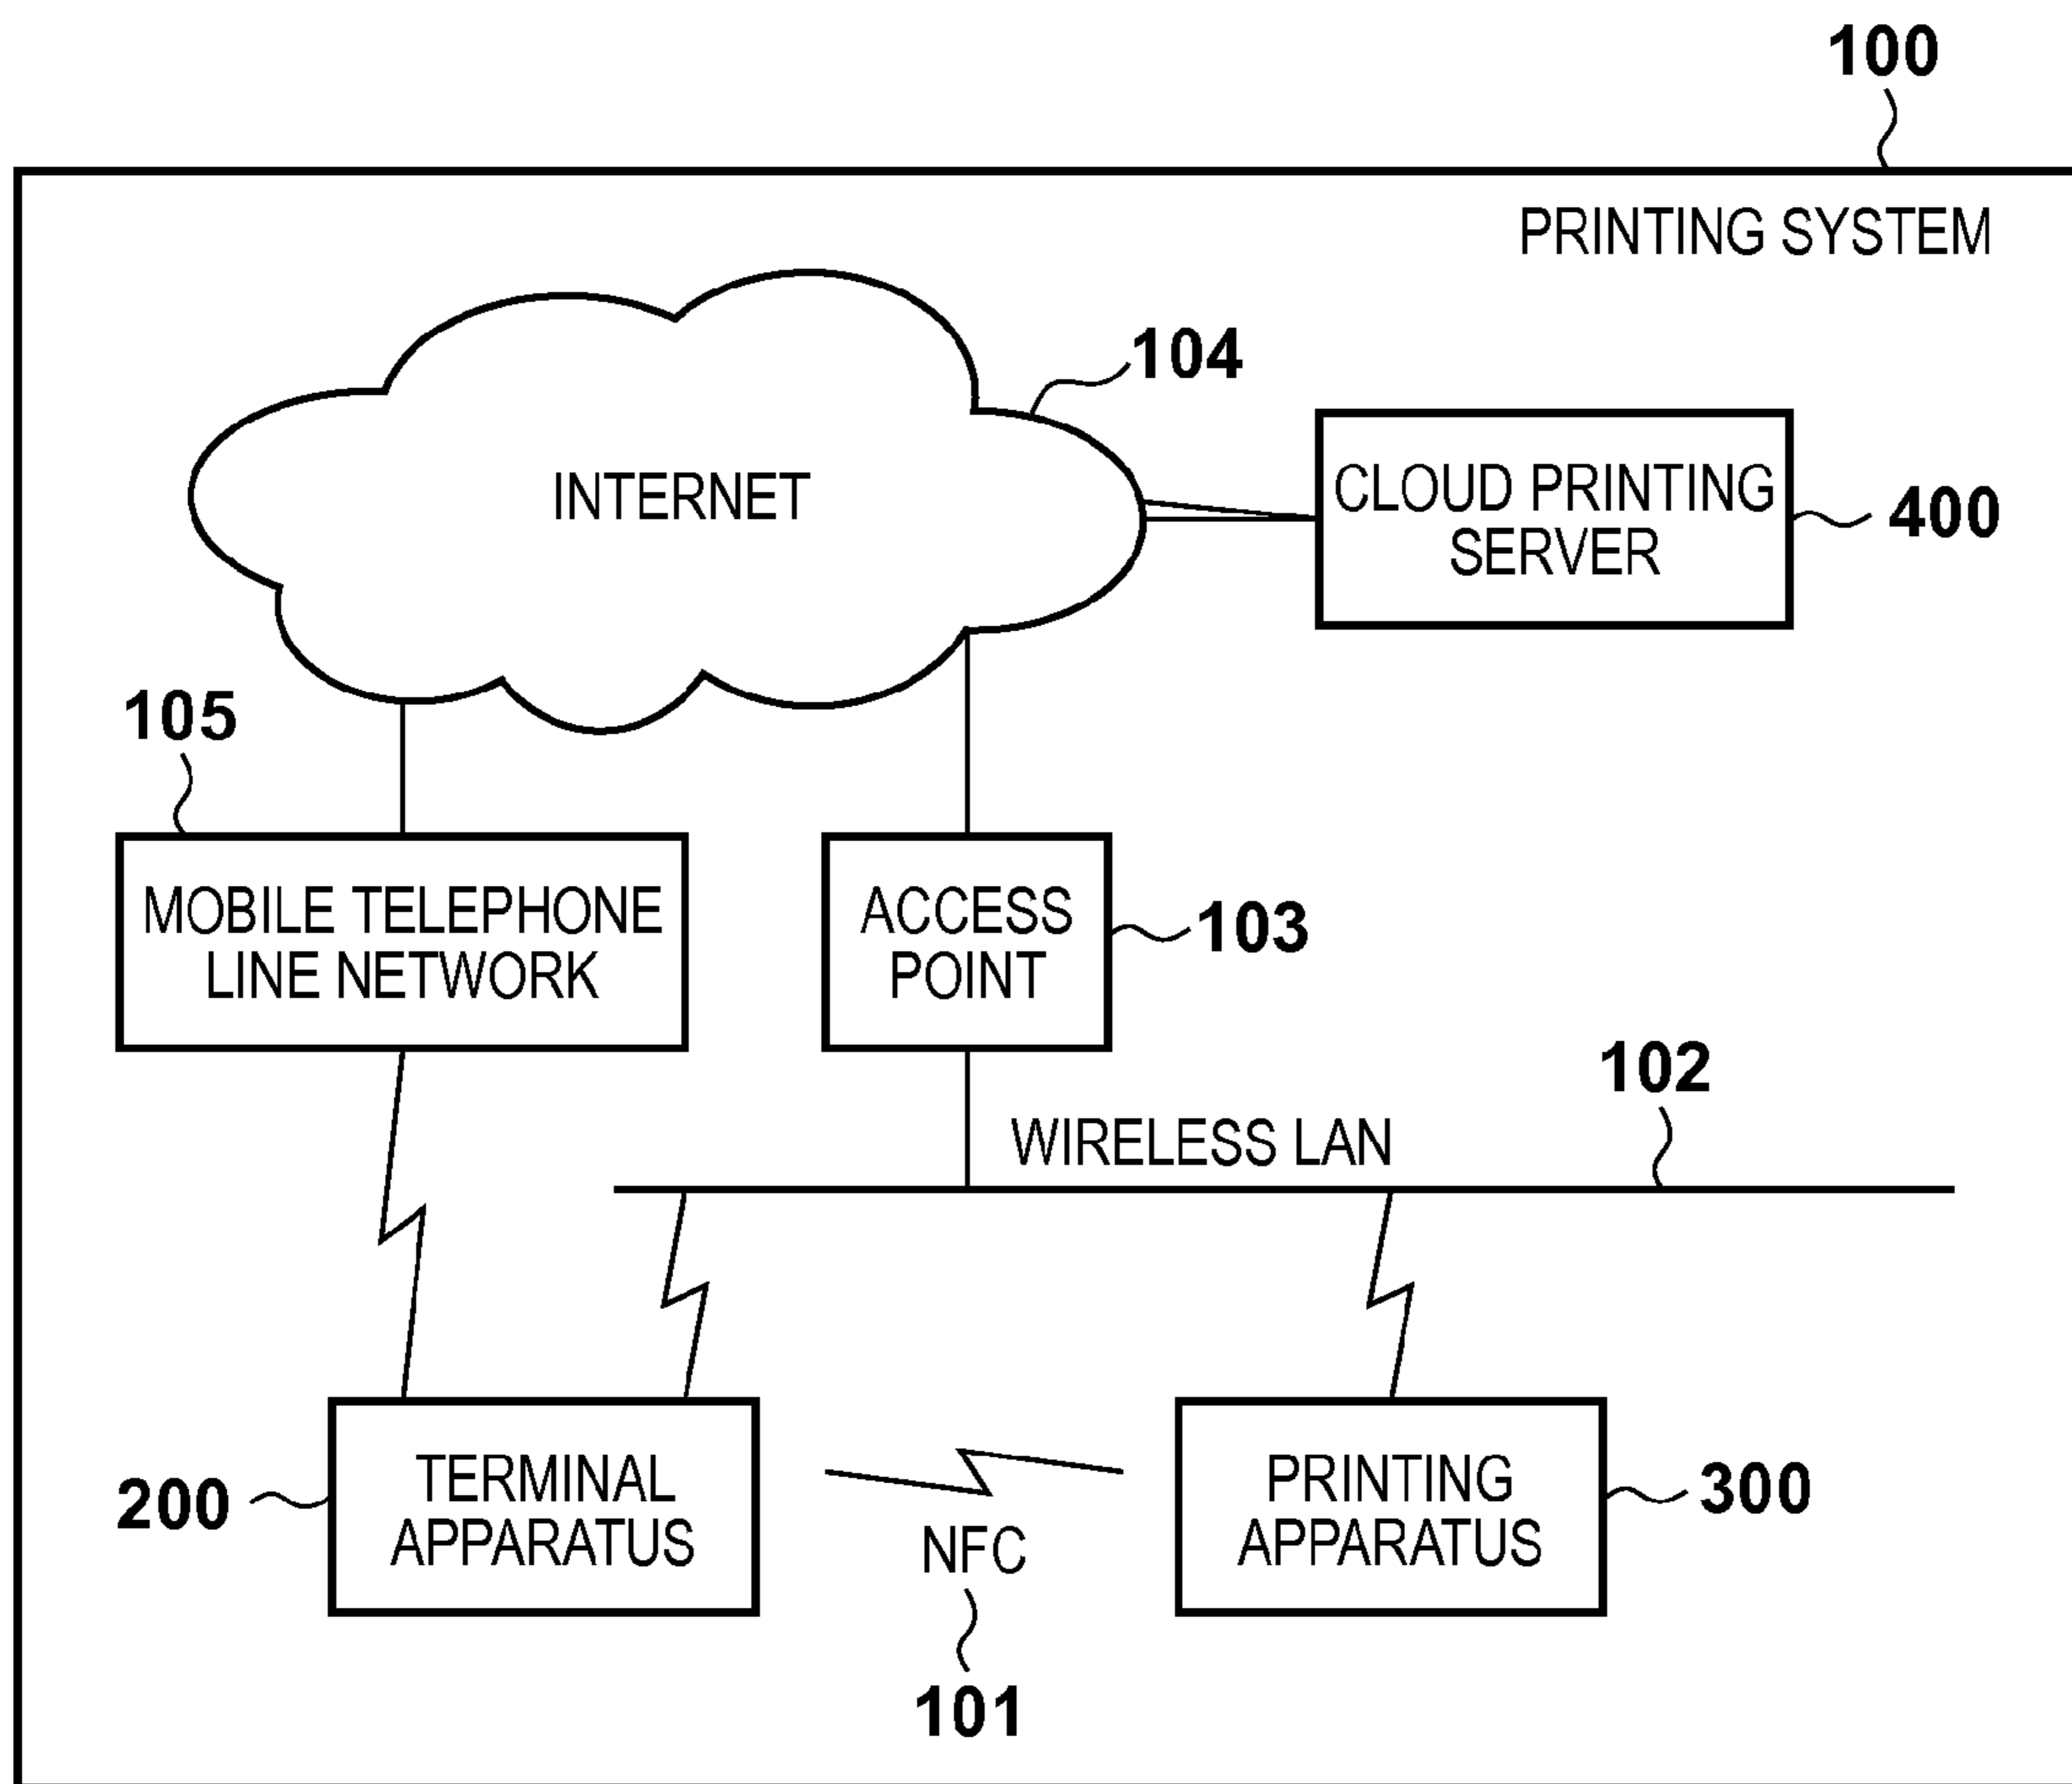 100
PRINTING SYSTEM
104
INTERNET
CLOUD PRINTING
SERVER
400
105
MOBILE TELEPHONE
LINE NETWORK
ACCESS
POINT
103
102
WIRELESS LAN
200
TERMINAL
APPARATUS
NFC
101
PRINTING
APPARATUS
300